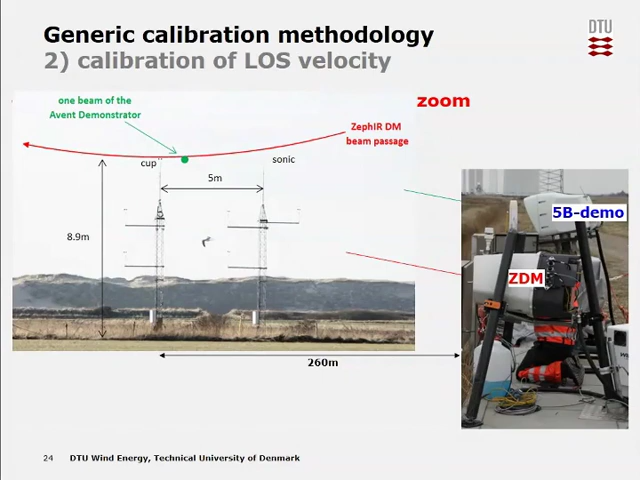 Generic calibration methodology
2) calibration of LOS velocity
DTU
zoom
one beam of the
Avent Demonstrator
ZephIR DM
beam passage
cup
sonic
5m
8.9m
5B-demo
ZDM
260m
24 DTU Wind Energy, Technical University of Denmark